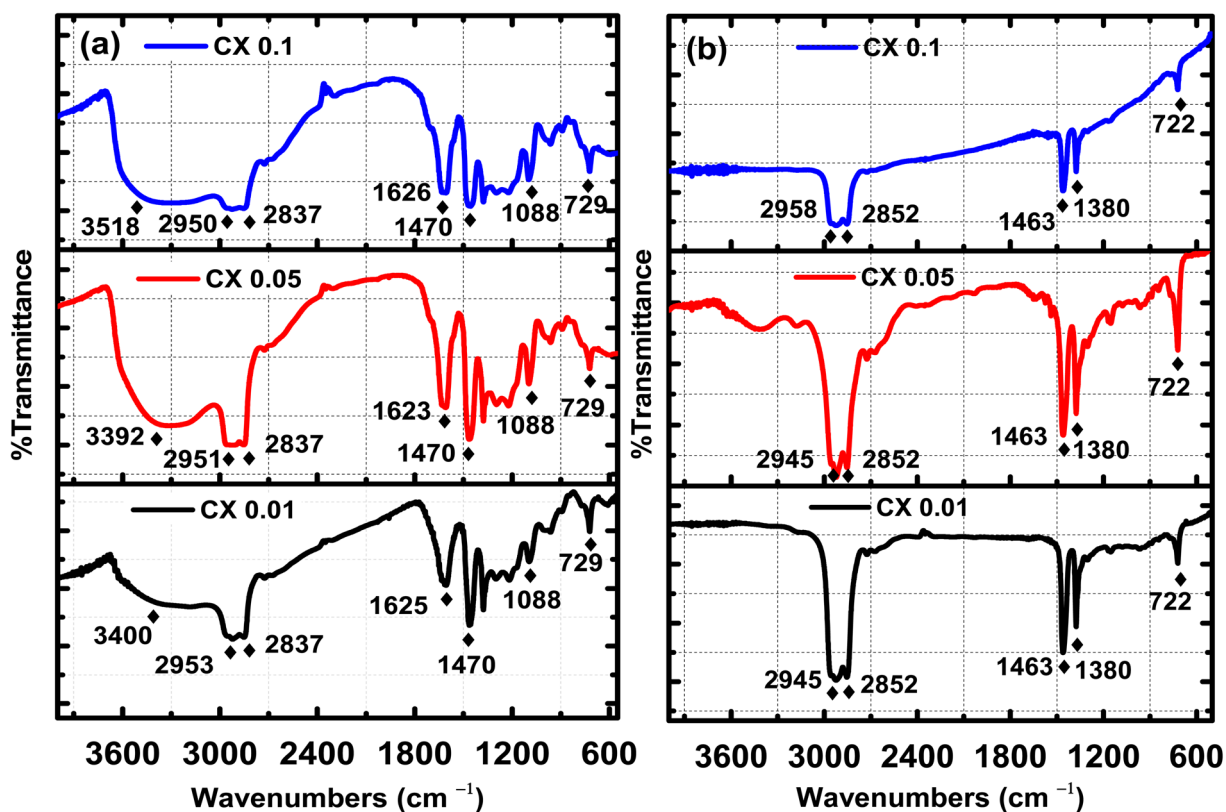 (a)
CX 0.1
3518
2950
2837
1626
1470
1088
729
CX 0.05
3392
2951
2837
1623
1470
1088
729
CX 0.01
3400
2953
2837
1625
1470
1088
729
%Transmittance
3600 3000 2400 1800 1200 600
Wavenumbers (cm ⁻¹)
(b)
CX 0.1
2958
2852
1463
1380
722
CX 0.05
2945
2852
1463
1380
722
CX 0.01
2945
2852
1463
1380
722
%Transmittance
3600 3000 2400 1800 1200 600
Wavenumbers (cm ⁻¹)